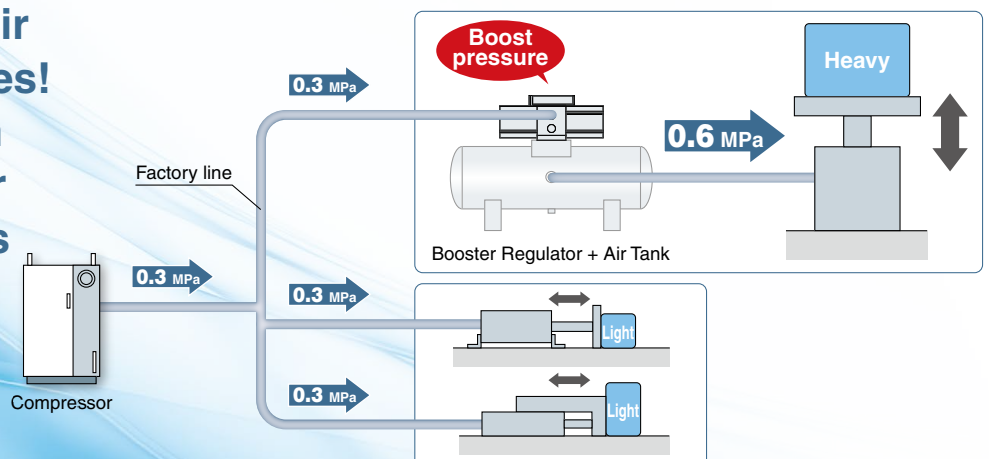 ir
es!
s
Boost
pressure
Heavy
0.3 MPa
0.6 MPa
Factory line
Booster Regulator + Air Tank
0.3 MPa
0.3 MPa
Light
0.3 MPa
Light
Compressor